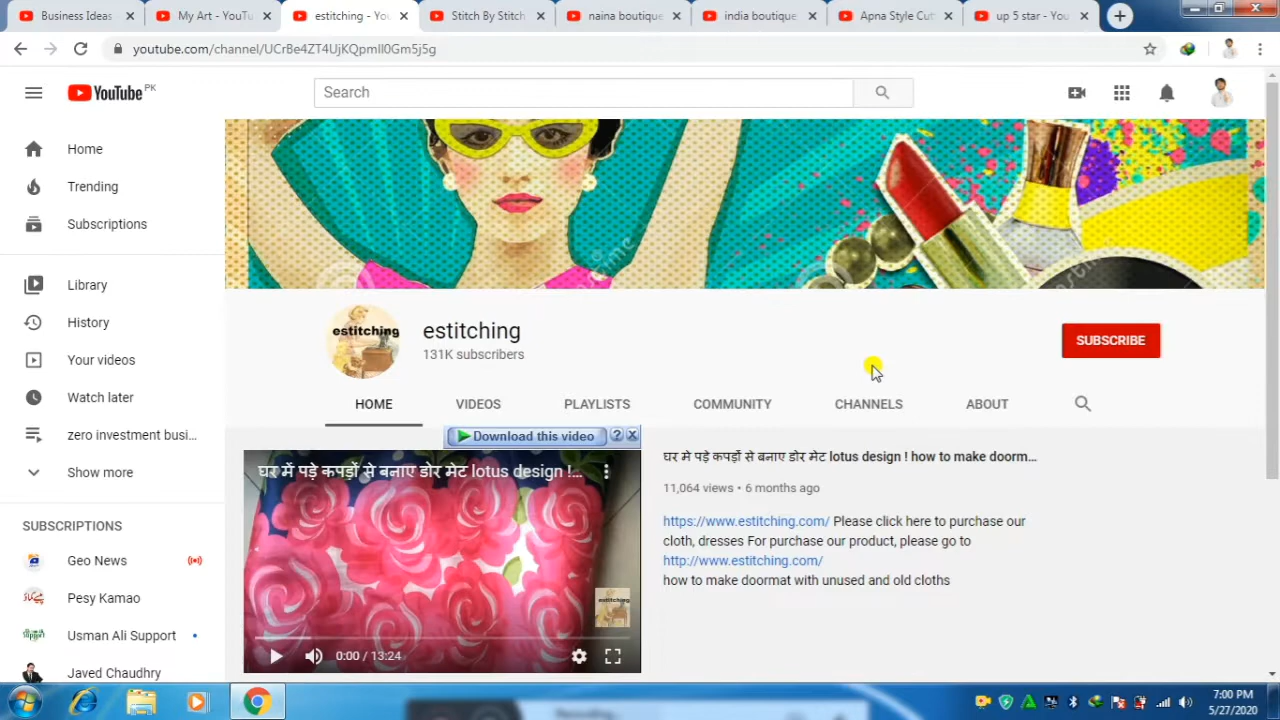 Business Ideas
My Art - YouTu
estitching - You
Stitch By Stitch
naina boutique
india boutique
Apna Style Cut
up 5 star - You
youtube.com/channel/UCrBe4ZT4UjKQpmIl0Gm5j5g
YouTube PK
Search
Home
Trending
Subscriptions
Library
History
Your videos
Watch later
zero investment busi...
Show more
SUBSCRIPTIONS
Geo News
Pesy Kamao
Usman Ali Support
Javed Chaudhry
estitching
estitching
131K subscribers
SUBSCRIBE
HOME VIDEOS PLAYLISTS COMMUNITY CHANNELS ABOUT
Download this video
घर में पड़े कपड़ों से बनाए डोर मेट lotus design !...
estitching
0:00 / 13:24
घर मे पड़े कपड़ों से बनाए डोर मेट lotus design ! how to make doorm...
11,064 views • 6 months ago
https://www.estitching.com/ Please click here to purchase our
cloth, dresses For purchase our product, please go to
http://www.estitching.com/
how to make doormat with unused and old cloths
7:00 PM
5/27/2020